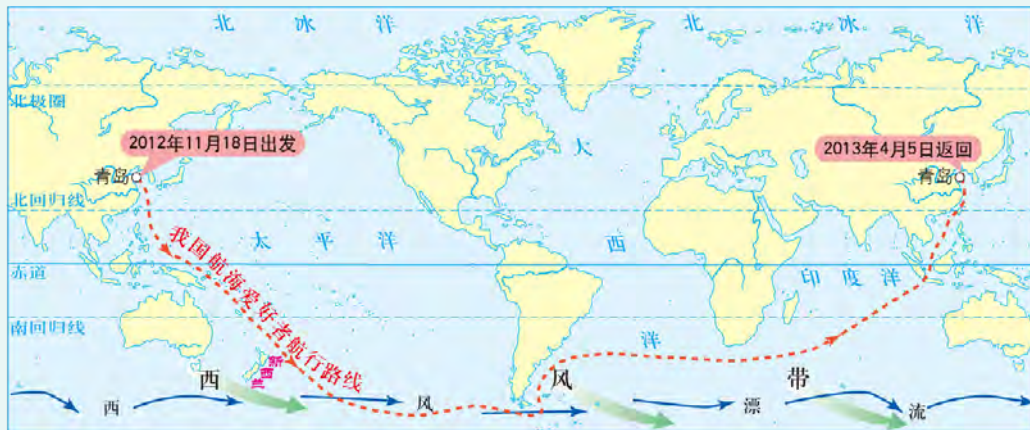 北 冰 洋
北 冰 洋
北极圈
2012年11月18日出发
2013年4月5日返回
大
青岛
青岛
北回归线
太 平 洋
西
我国航海爱好者航行路线
赤道
印 度 洋
南回归线
洋
新西兰
西 风 带
西 风 漂 流